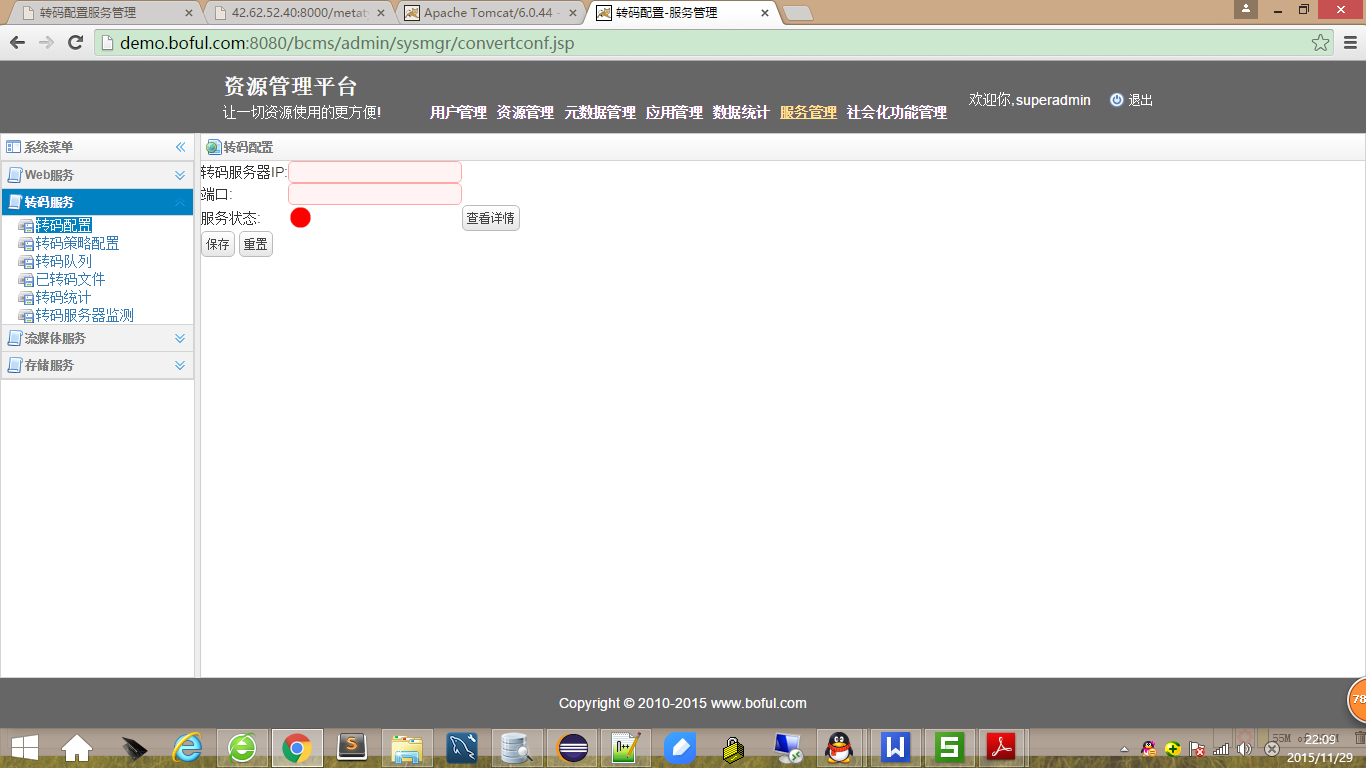 转码配置服务管理
42.62.52.40:8000/metaty
Apache Tomcat/6.0.44 -
转码配置-服务管理
demo.boful.com:8080/bcms/admin/sysmgr/convertconf.jsp
资源管理平台
让一切资源使用的更方便!
用户管理 资源管理 元数据管理 应用管理 数据统计 服务管理 社会化功能管理
欢迎你,superadmin 退出
系统菜单
Web服务
转码服务
转码配置
转码策略配置
转码队列
已转码文件
转码统计
转码服务器监测
流媒体服务
存储服务
转码配置
转码服务器IP:
端口:
服务状态:
查看详情
保存 重置
Copyright © 2010-2015 www.boful.com
78
22:09
2015/11/29